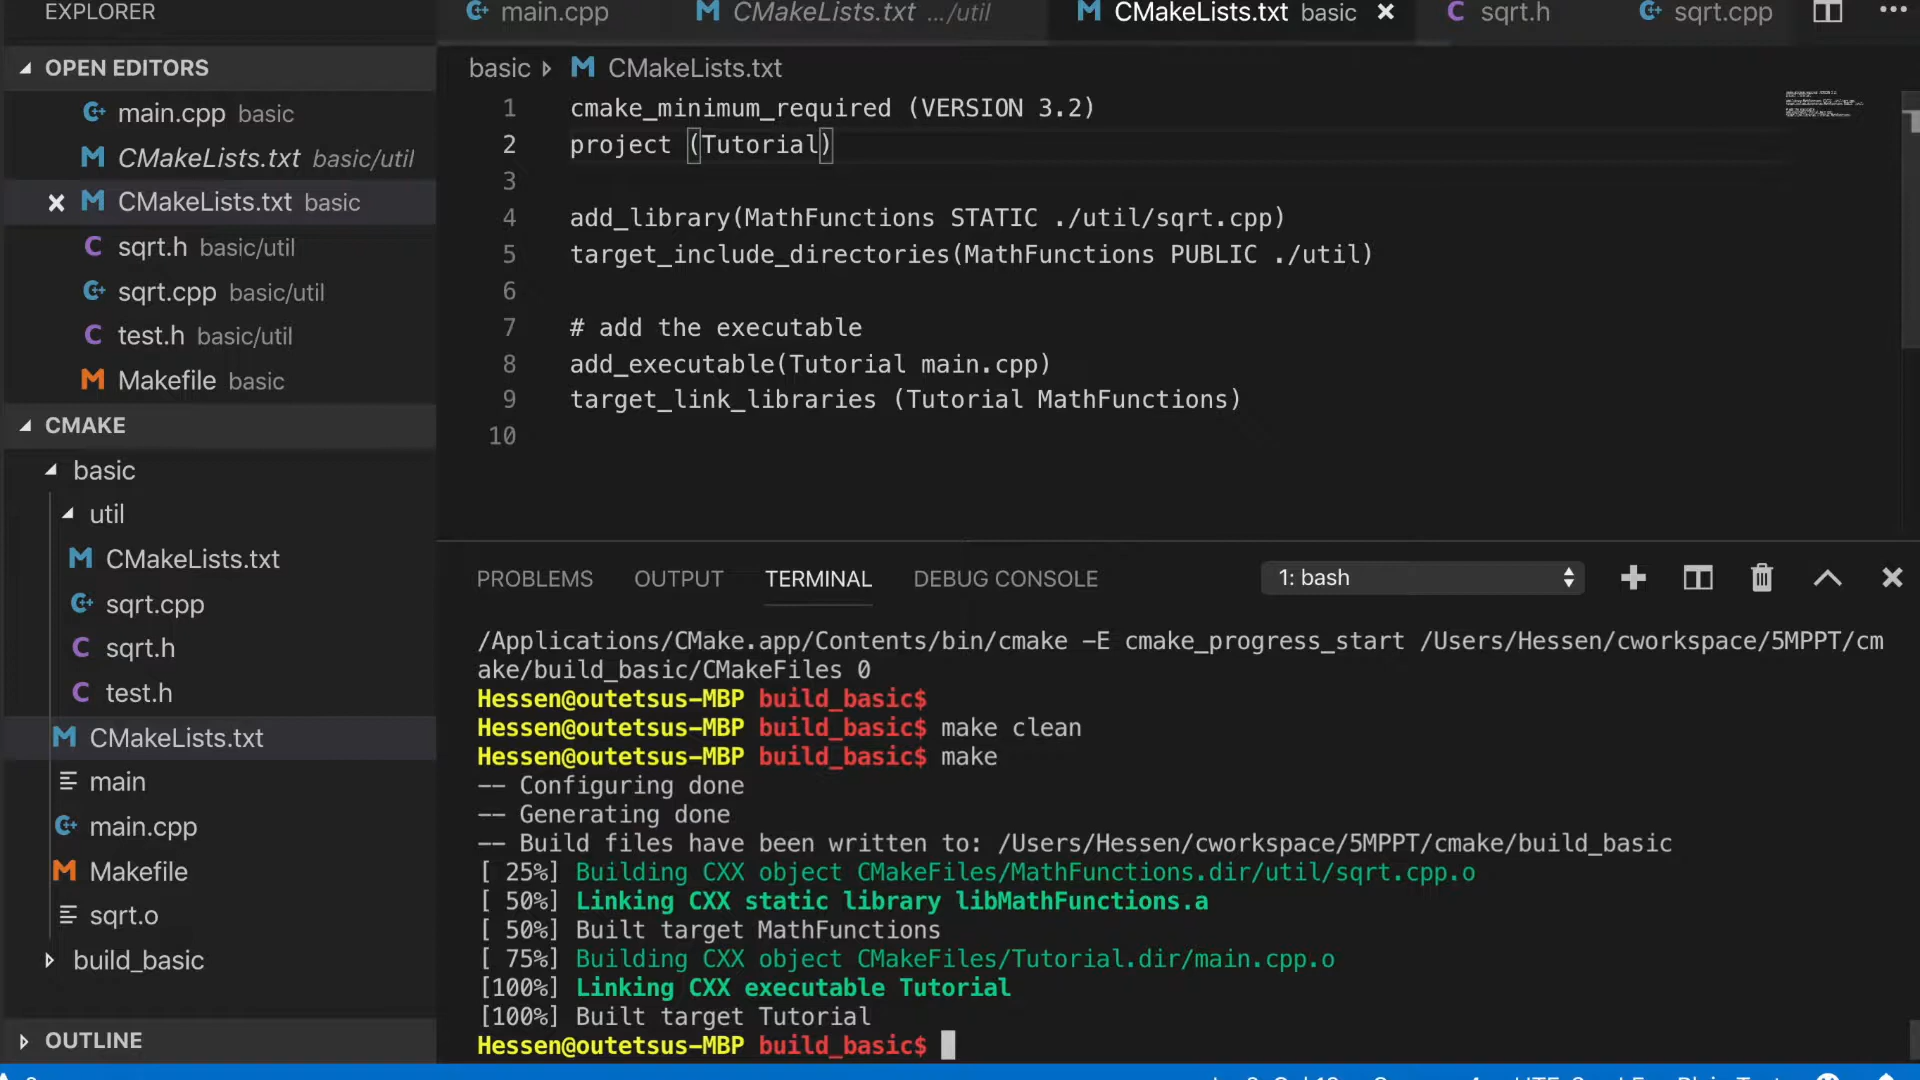 EXPLORER
OPEN EDITORS
main.cpp basic
CMakeLists.txt basic/util
CMakeLists.txt basic
sqrt.h basic/util
sqrt.cpp basic/util
test.h basic/util
Makefile basic
CMAKE
basic
util
CMakeLists.txt
sqrt.cpp
sqrt.h
test.h
CMakeLists.txt
main
main.cpp
Makefile
sqrt.o
build_basic
OUTLINE
main.cpp CMakeLists.txt .../util CMakeLists.txt basic sqrt.h sqrt.cpp
basic CMakeLists.txt
1 cmake_minimum_required (VERSION 3.2)
2 project (Tutorial)
3
4 add_library(MathFunctions STATIC ./util/sqrt.cpp)
5 target_include_directories(MathFunctions PUBLIC ./util)
6
7 # add the executable
8 add_executable(Tutorial main.cpp)
9 target_link_libraries (Tutorial MathFunctions)
10
PROBLEMS OUTPUT TERMINAL DEBUG CONSOLE 1: bash
/Applications/CMake.app/Contents/bin/cmake -E cmake_progress_start /Users/Hessen/cworkspace/5MPPT/cm
ake/build_basic/CMakeFiles 0
Hessen@outetsus-MBP build_basic$
Hessen@outetsus-MBP build_basic$ make clean
Hessen@outetsus-MBP build_basic$ make
-- Configuring done
-- Generating done
-- Build files have been written to: /Users/Hessen/cworkspace/5MPPT/cmake/build_basic
[ 25%] Building CXX object CMakeFiles/MathFunctions.dir/util/sqrt.cpp.o
[ 50%] Linking CXX static library libMathFunctions.a
[ 50%] Built target MathFunctions
[ 75%] Building CXX object CMakeFiles/Tutorial.dir/main.cpp.o
[100%] Linking CXX executable Tutorial
[100%] Built target Tutorial
Hessen@outetsus-MBP build_basic$